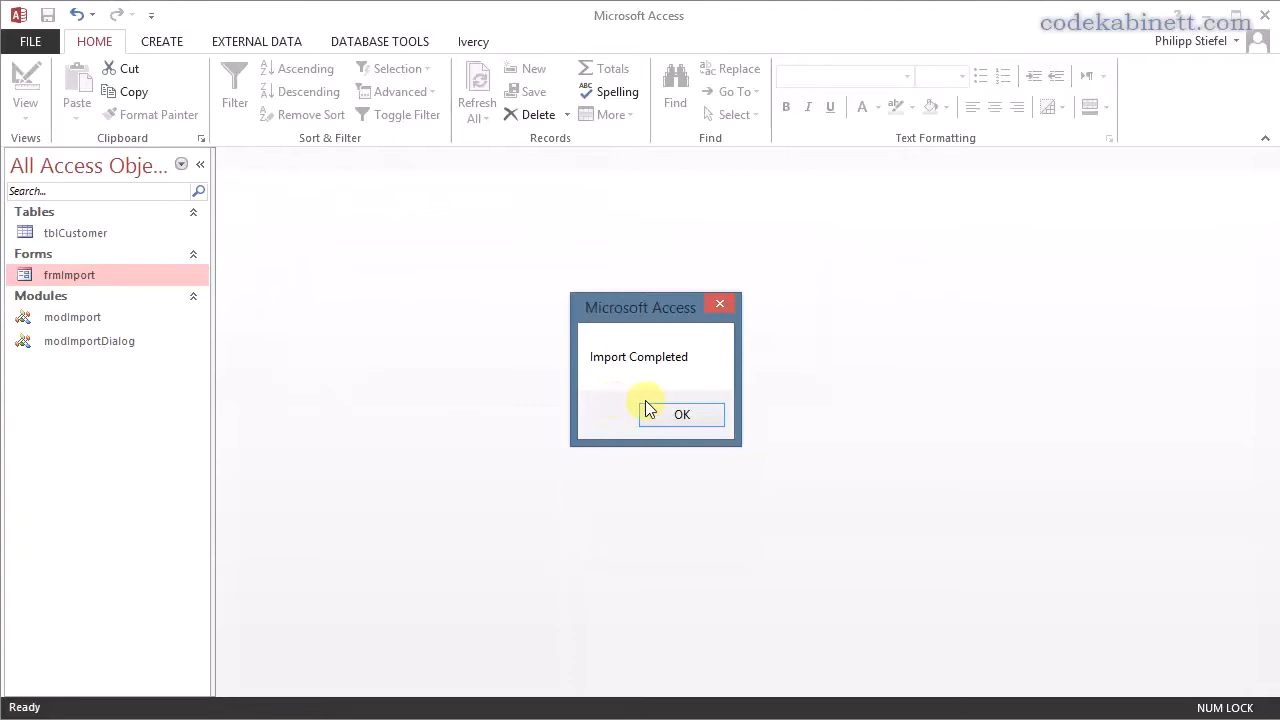 Microsoft Access
codekabinett.com
FILE
HOME
CREATE
EXTERNAL DATA
DATABASE TOOLS
Ivercy
Philipp Stiefel
View
Paste
Cut
Copy
Format Painter
Filter
Ascending
Descending
Selection
Advanced
Toggle Filter
Refresh
All
New
Save
Delete
Totals
Spelling
More
Find
Replace
Go To
Select
Views
Clipboard
Sort & Filter
Records
Find
Text Formatting
All Access Obje...
Search...
Tables
tblCustomer
Forms
frmImport
Modules
modImport
modImportDialog
Microsoft Access
Import Completed
OK
Ready
NUM LOCK